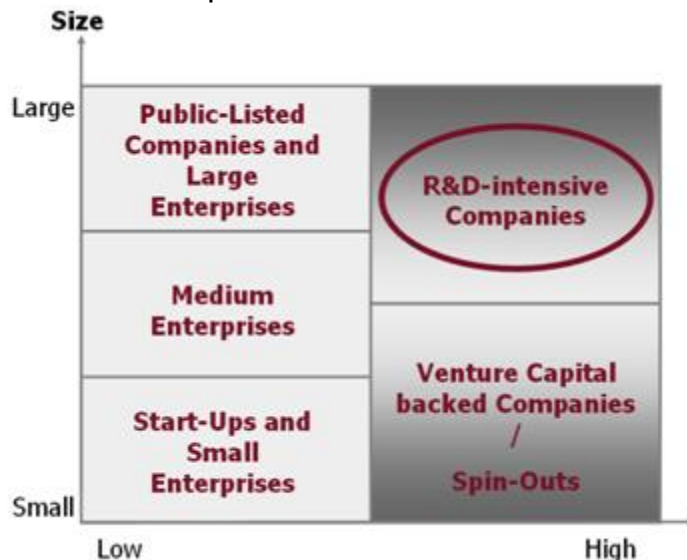 Size
Large
Public-Listed
Companies and
Large
Enterprises
R&D-intensive
Companies
Medium
Enterprises
Venture Capital
backed Companies
/
Spin-Outs
Start-Ups and
Small
Enterprises
Small
Low
High